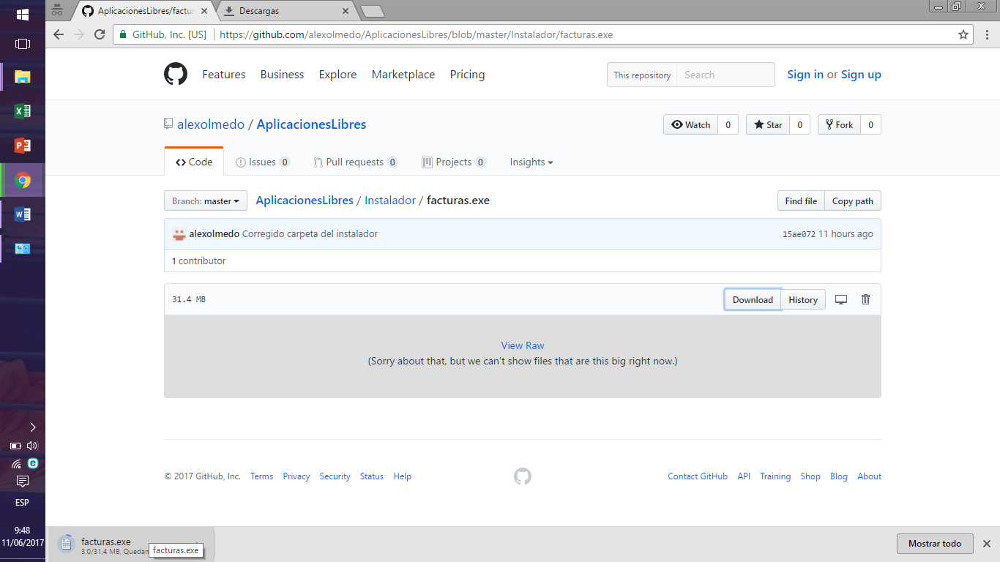 AplicacionesLibres/factur
Descargas
GitHub, Inc. [US]
https://github.com/alexolmedo/AplicacionesLibres/blob/master/Instalador/facturas.exe
Features Business Explore Marketplace Pricing
This repository Search
Sign in or Sign up
alexolmedo / AplicacionesLibres
Watch 0 Star 0 Fork 0
Code Issues 0 Pull requests 0 Projects 0 Insights
Branch: master AplicacionesLibres / Instalador / facturas.exe Find file Copy path
alexolmedo Corregido carpeta del instalador 15ae072 11 hours ago
1 contributor
31.4 MB Download History
View Raw
(Sorry about that, but we can't show files that are this big right now.)
© 2017 GitHub, Inc. Terms Privacy Security Status Help Contact GitHub API Training Shop Blog About
ESP
9:48
11/06/2017
facturas.exe
3.0/31.4 MB, Quedan
facturas.exe
Mostrar todo